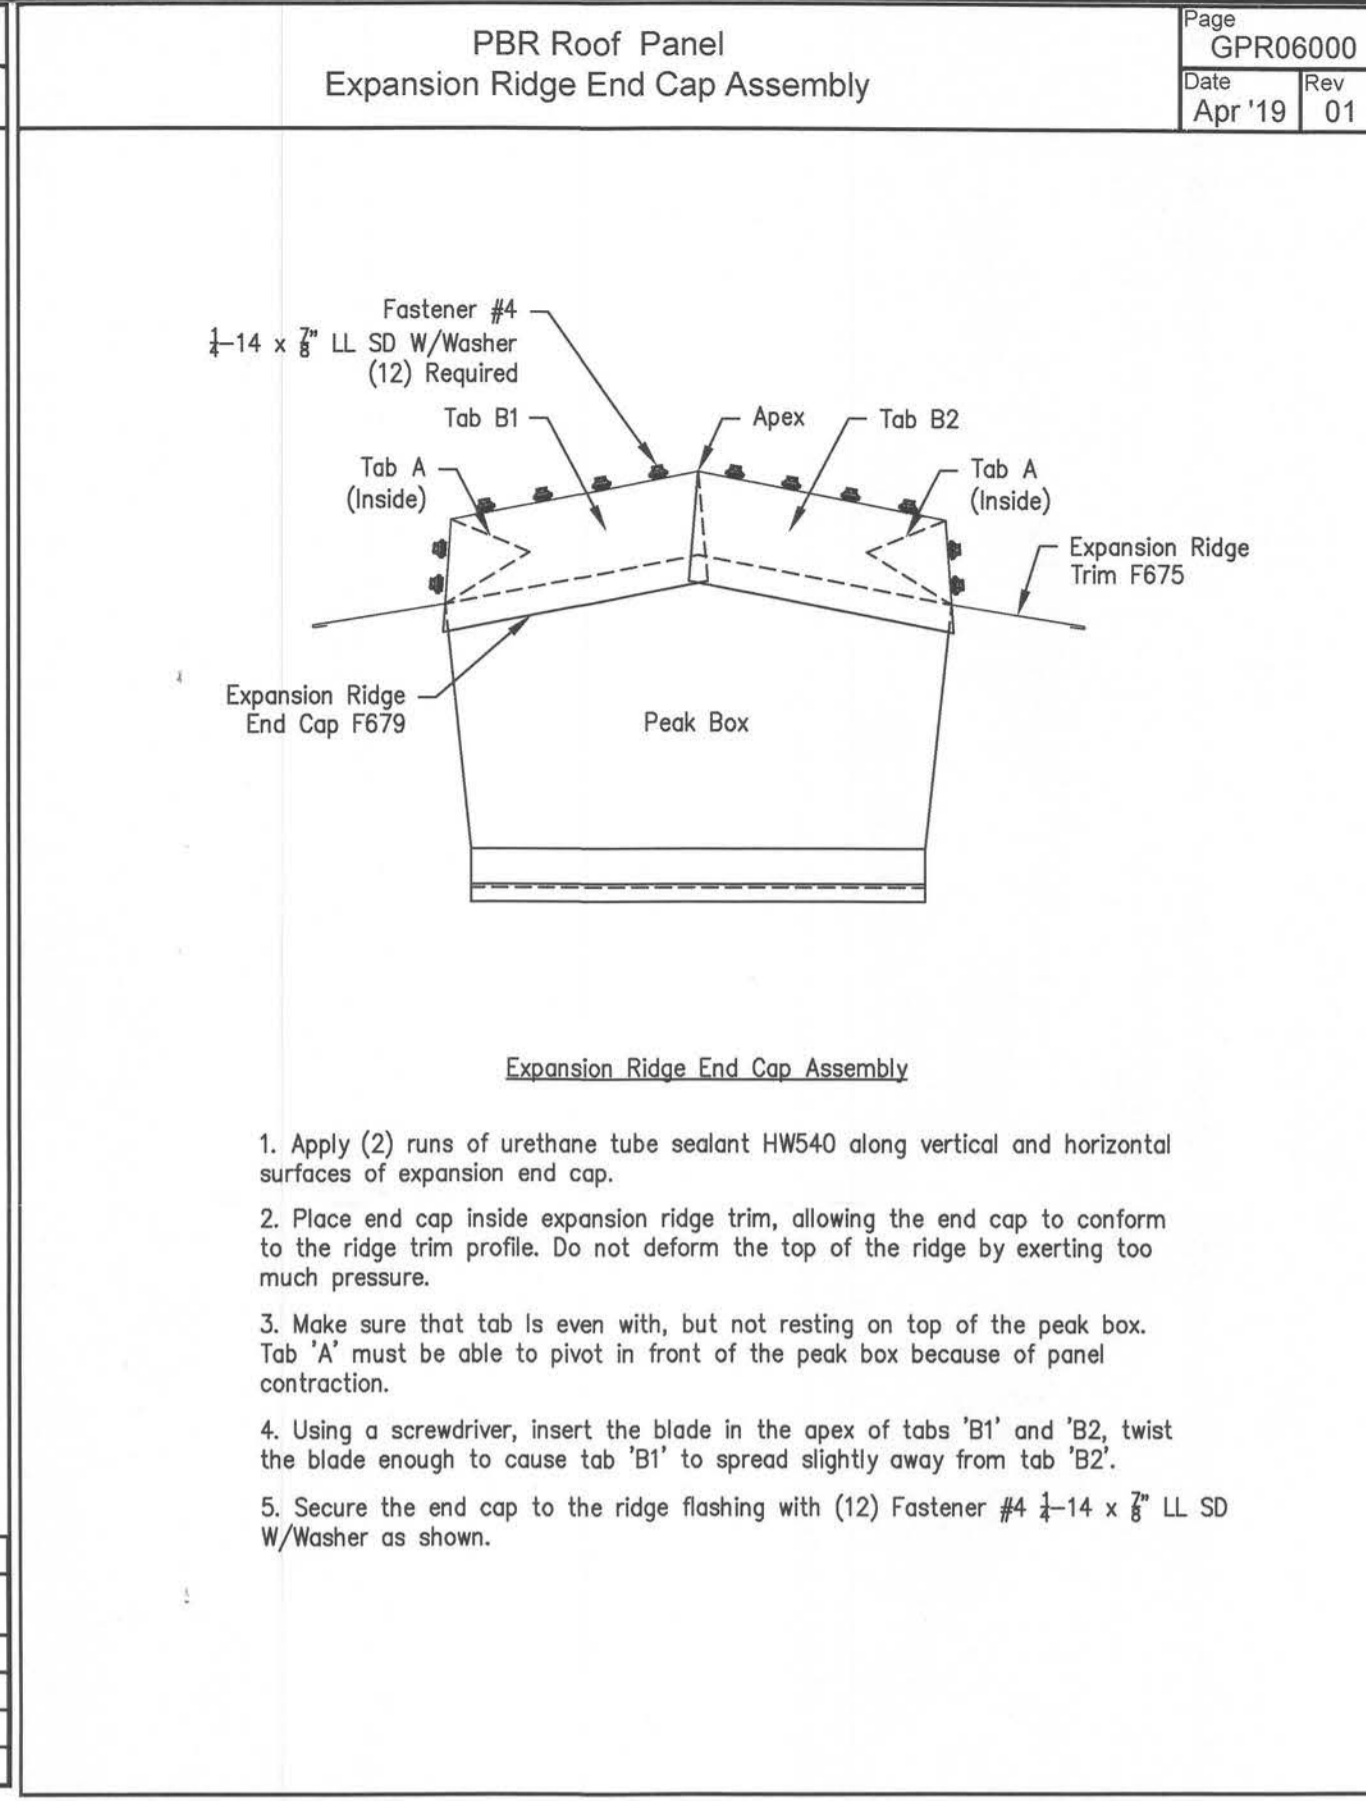 PBR Roof Panel
Expansion Ridge End Cap Assembly
Page
GPR06000
Date
Apr '19
Rev
01
Fastener #4
1/4-14 x 7/8" LL SD W/Washer
(12) Required
Tab B1
Apex
Tab B2
Tab A
(Inside)
Tab A
(Inside)
Expansion Ridge
Trim F675
Expansion Ridge
End Cap F679
Peak Box
Expansion Ridge End Cap Assembly
1. Apply (2) runs of urethane tube sealant HW540 along vertical and horizontal
surfaces of expansion end cap.
2. Place end cap inside expansion ridge trim, allowing the end cap to conform
to the ridge trim profile. Do not deform the top of the ridge by exerting too
much pressure.
3. Make sure that tab Is even with, but not resting on top of the peak box.
Tab 'A' must be able to pivot in front of the peak box because of panel
contraction.
4. Using a screwdriver, insert the blade in the apex of tabs 'B1' and 'B2, twist
the blade enough to cause tab 'B1' to spread slightly away from tab 'B2'.
5. Secure the end cap to the ridge flashing with (12) Fastener #4 1/4-14 x 7/8" LL SD
W/Washer as shown.